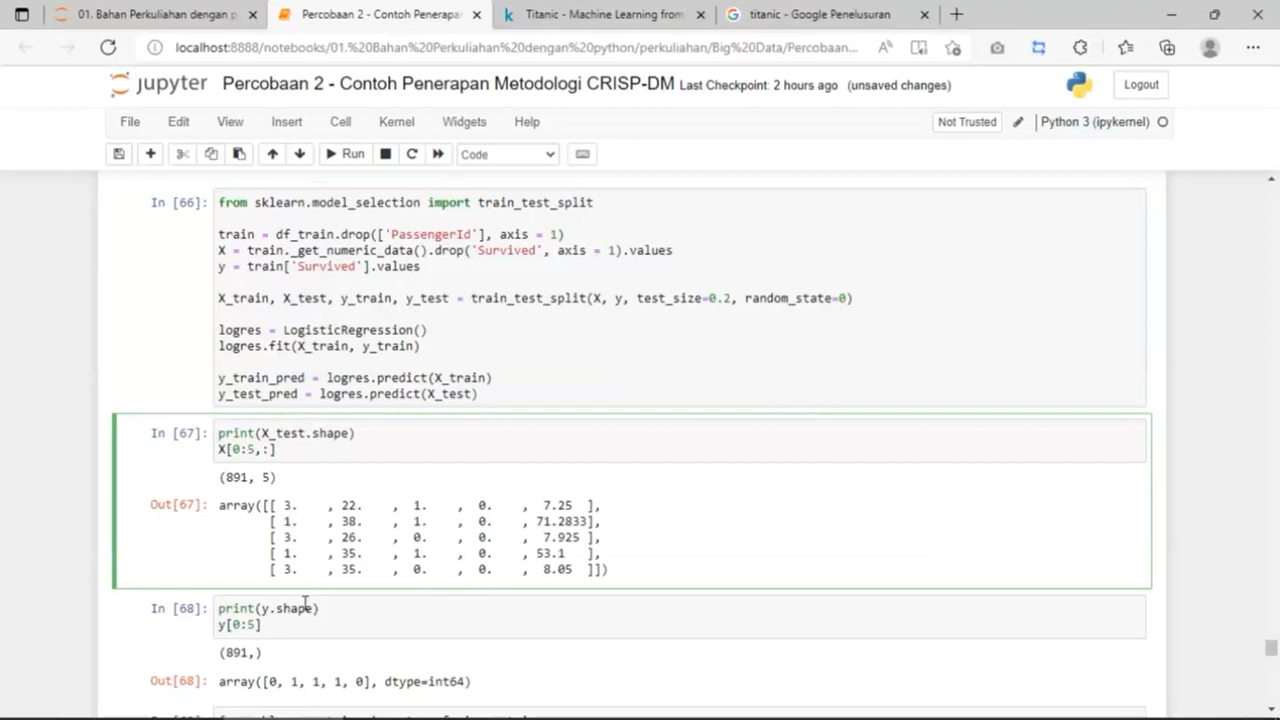 01. Bahan Perkuliahan dengan p
Percobaan 2 - Contoh Penerapa
Titanic - Machine Learning from
titanic - Google Penelusuran
localhost:8888/notebooks/01.%20Bahan%20Perkuliahan%20dengan%20python/perkuliahan/Big%20Data/Percobaan...
jupyter Percobaan 2 - Contoh Penerapan Metodologi CRISP-DM Last Checkpoint: 2 hours ago (unsaved changes)
Logout
File Edit View Insert Cell Kernel Widgets Help
Not Trusted
Python 3 (ipykernel)
Run
Code
In [66]: from sklearn.model_selection import train_test_split
train = df_train.drop(['PassengerId'], axis = 1)
X = train._get_numeric_data().drop('Survived', axis = 1).values
y = train['Survived'].values
X_train, X_test, y_train, y_test = train_test_split(X, y, test_size=0.2, random_state=0)
logres = LogisticRegression()
logres.fit(X_train, y_train)
y_train_pred = logres.predict(X_train)
y_test_pred = logres.predict(X_test)
In [67]: print(X_test.shape)
X[0:5,:]
(891, 5)
Out[67]: array([[ 3. , 22. , 1. , 0. , 7.25 ],
[ 1. , 38. , 1. , 0. , 71.2833],
[ 3. , 26. , 0. , 0. , 7.925 ],
[ 1. , 35. , 1. , 0. , 53.1 ],
[ 3. , 35. , 0. , 0. , 8.05 ]])
In [68]: print(y.shape)
y[0:5]
(891,)
Out[68]: array([0, 1, 1, 1, 0], dtype=int64)